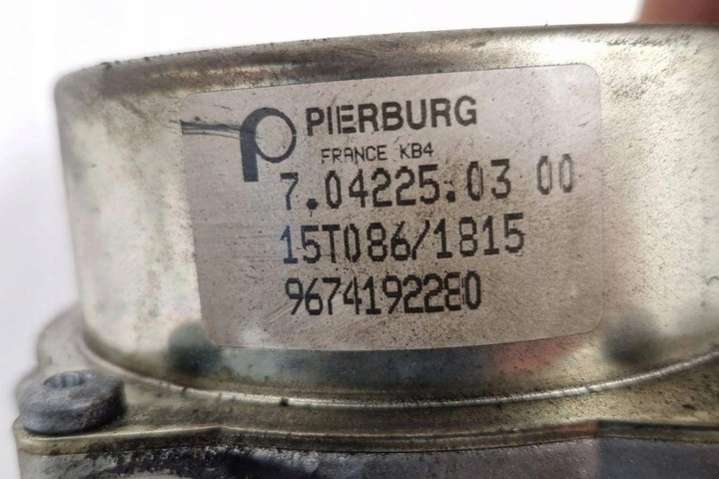 PIERBURG
FRANCE KB4
7.04225.03 00
15T086/1815
9674192280